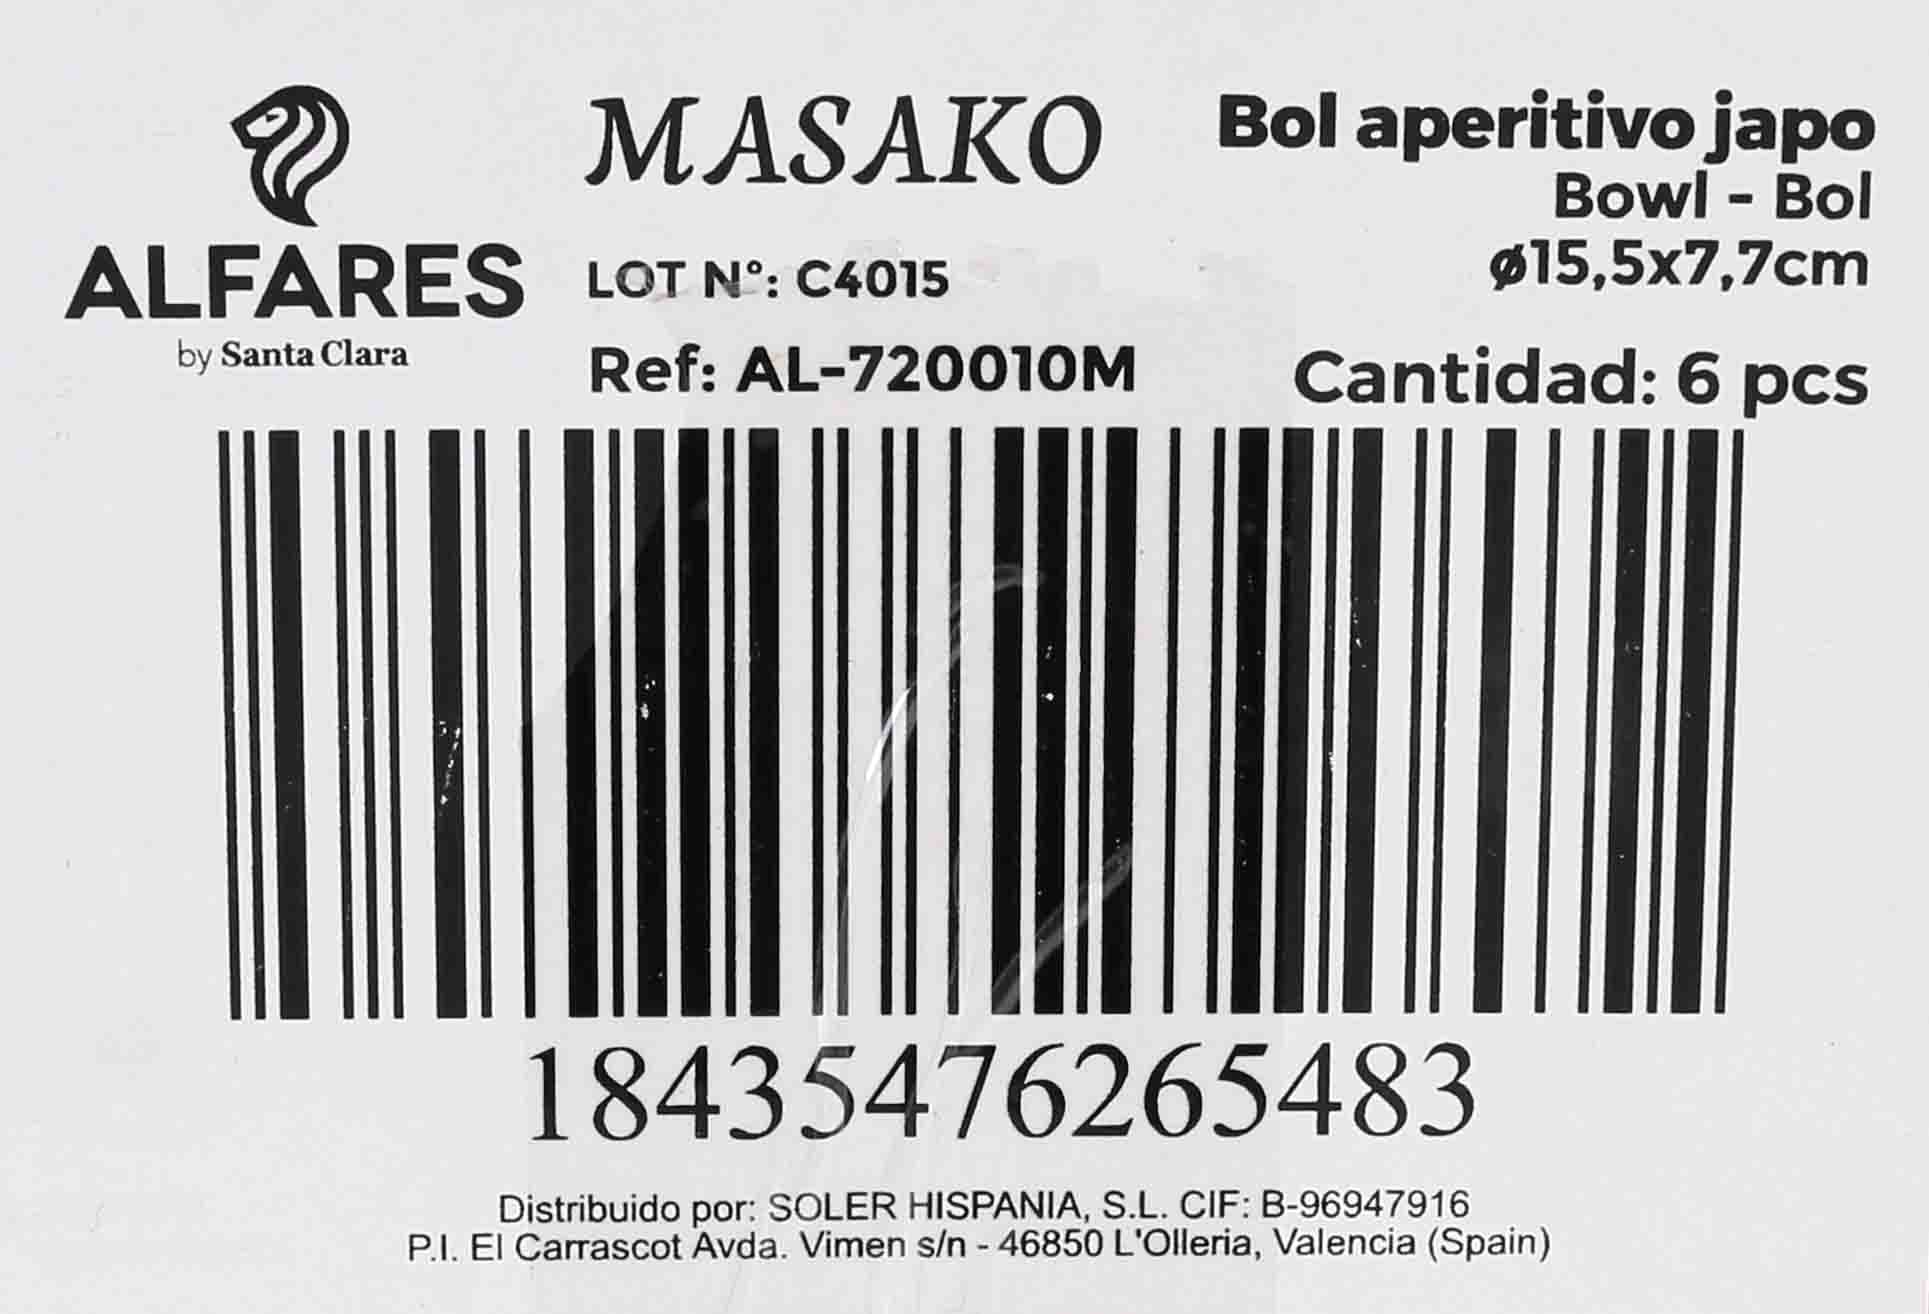 ALFARES
by Santa Clara
MASAKO
LOT Nº: C4015
Ref: AL-720010M
Bol aperitivo japo
Bowl - Bol
ø15,5x7,7cm
Cantidad: 6 pcs
18435476265483
Distribuido por: SOLER HISPANIA, S.L. CIF: B-96947916
P.I. El Carrascot Avda. Vimen s/n - 46850 L'Olleria, Valencia (Spain)